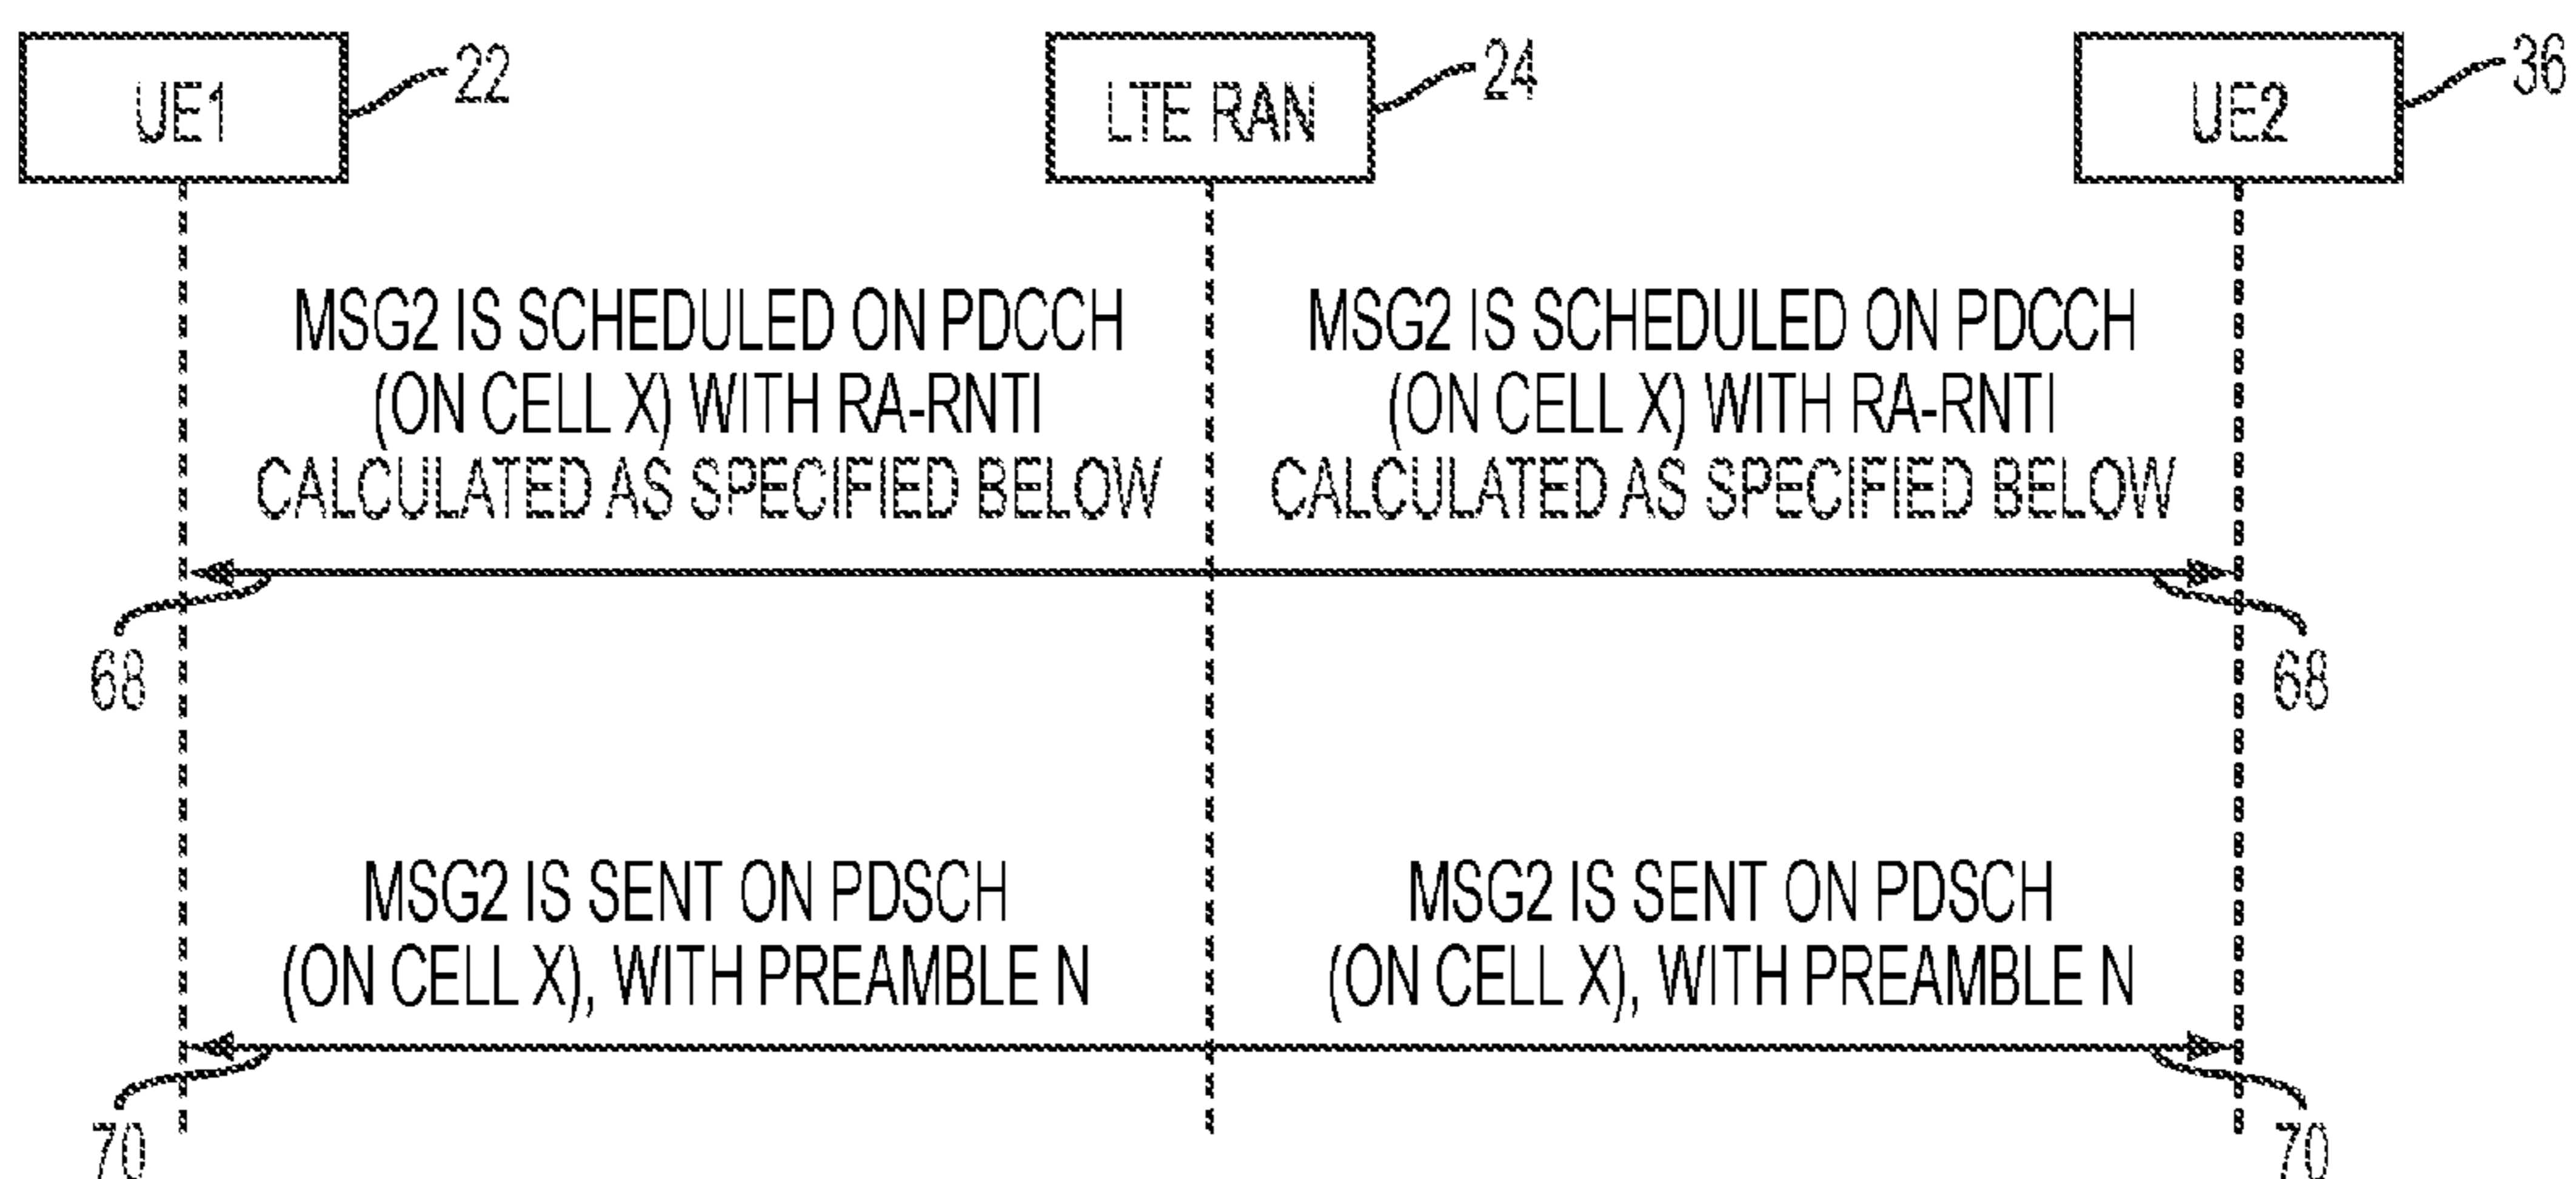 UE1
22
LTE RAN
24
UE2
36
MSG2 IS SCHEDULED ON PDCCH
(ON CELL X) WITH RA-RNTI
CALCULATED AS SPECIFIED BELOW
MSG2 IS SCHEDULED ON PDCCH
(ON CELL X) WITH RA-RNTI
CALCULATED AS SPECIFIED BELOW
68
68
MSG2 IS SENT ON PDSCH
(ON CELL X), WITH PREAMBLE N
MSG2 IS SENT ON PDSCH
(ON CELL X), WITH PREAMBLE N
70
70